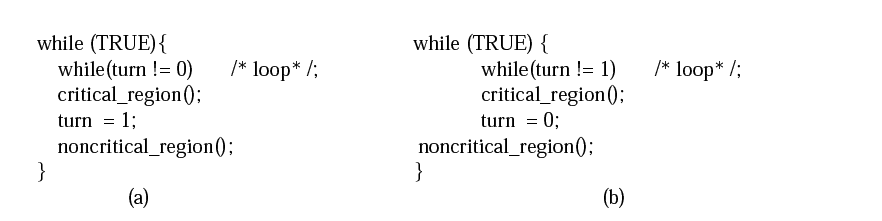 while (TRUE){
while(turn != 0) /* loop* /;
critical_region();
turn = 1;
noncritical_region();
}
(a)
while (TRUE) {
while(turn != 1) /* loop* /;
critical_region();
turn = 0;
noncritical_region();
}
(b)